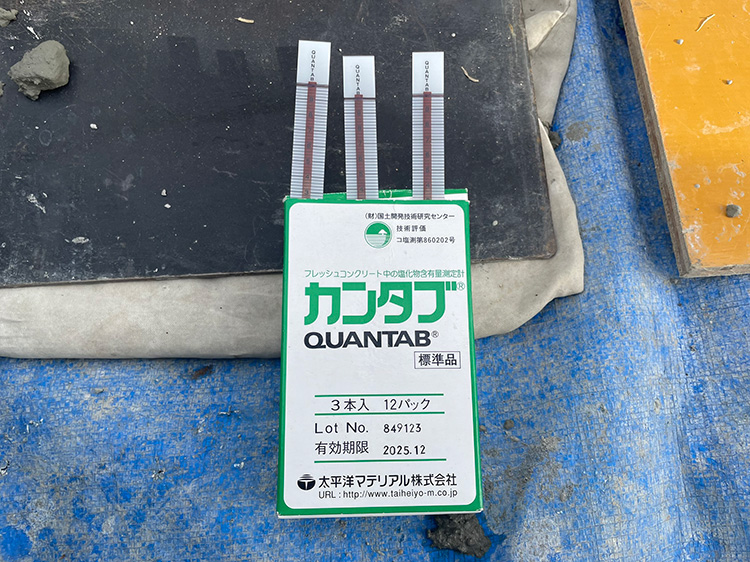 QUANTAB
QUANTAB
QUANTAB
(財)国土開発技術研究センター
技術評価
コ塩測第860202号
フレッシュコンクリート中の塩化物含有量測定計
カンタブ®
QUANTAB®
標準品
3本入 12パック
Lot No. 849123
有効期限 2025.12
太平洋マテリアル株式会社
URL : http://www.taiheiyo-m.co.jp